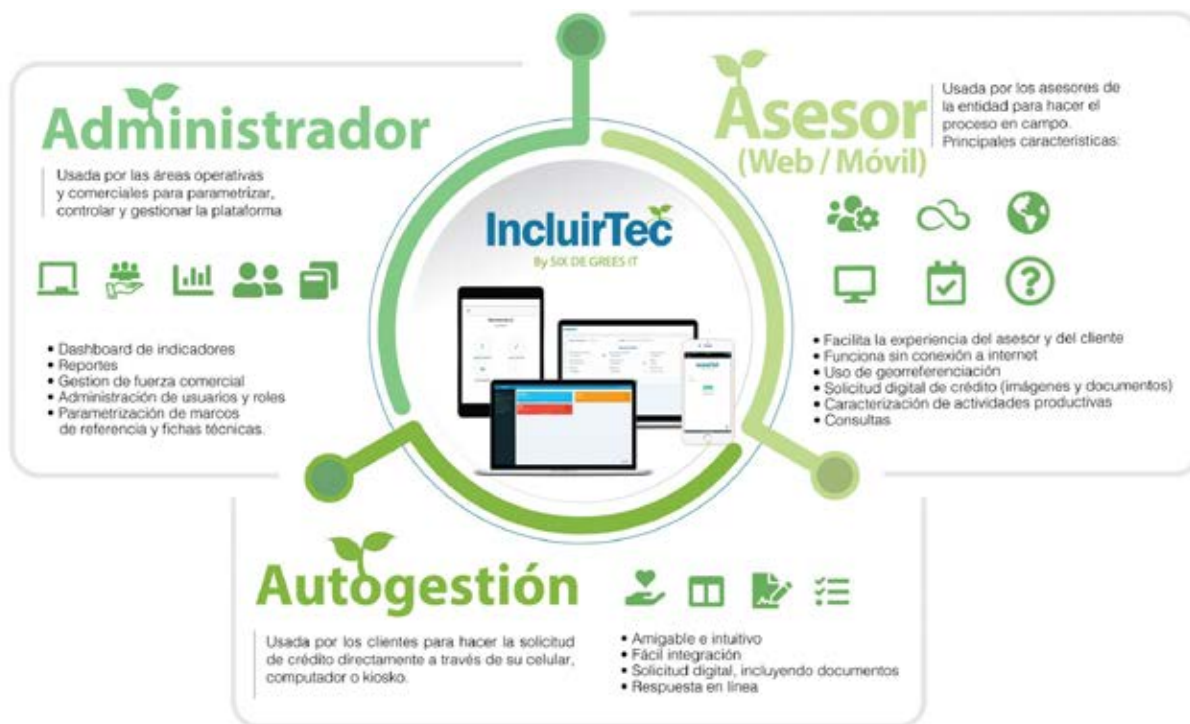 Administrador
Usada por las áreas operativas
y comerciales para parametrizar,
controlar y gestionar la plataforma
• Dashboard de indicadores
• Reportes
• Gestion de fuerza comercial
• Administración de usuarios y roles
• Parametrización de marcos
de referencia y fichas técnicas.
Asesor
(Web / Móvil)
Usada por los asesores de
la entidad para hacer el
proceso en campo.
Principales características:
• Facilita la experiencia del asesor y del cliente
• Funciona sin conexión a internet
• Uso de georreferenciación
• Solicitud digital de crédito (imágenes y documentos)
• Caracterización de actividades productivas
• Consultas
IncluirTec
By SIX DE GREES IT
Autogestión
Usada por los clientes para hacer la solicitud
de crédito directamente a través de su celular,
computador o kiosko.
• Amigable e intuitivo
• Fácil integración
• Solicitud digital, incluyendo documentos
• Respuesta en línea